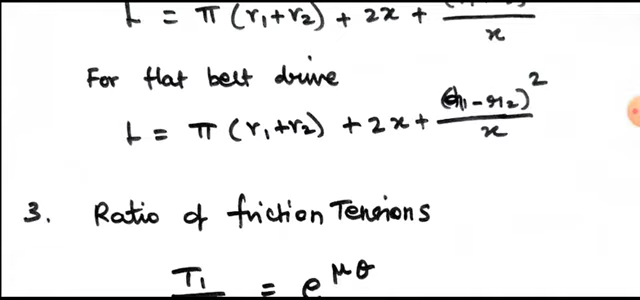 L = π (r1+r2) + 2x +
x
For flat belt drive
L = π (r1+r2) + 2x + (r1-r2)² / x
3. Ratio of friction Tensions
T1 = e^μθ